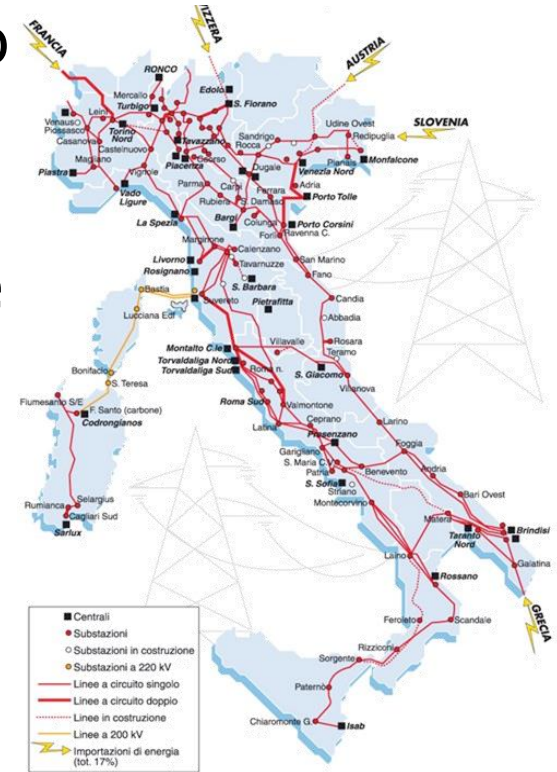 FRANCIA
SVIZZERA
AUSTRIA
SLOVENIA
GRECIA
RONCO
Mercallo
Turbigo
Edolo
S. Fiorano
Leinì
Venaus
Piossasco
Torino
Nord
Casanova
Castelnuovo
Magliano
Piastra
Vignole
Vado
Ligure
Tavazzano
Piacenza
Caorso
Sandrigo
Rocca
Dugale
Udine Ovest
Redipuglia
Planais
Monfalcone
Venezia Nord
Adria
Porto Tolle
Parma
Carpi
Rubiera
Ferrara
S. Damaso
Bargi
Colunga
Forlì
Porto Corsini
Ravenna C.
La Spezia
Marginone
Calenzano
Livorno
Rosignano
Tavarnuzze
S. Barbara
San Marino
Fano
Suvereto
Pietrafitta
Candia
Abbadia
Rosara
Teramo
Villavalle
S. Giacomo
Villanova
Montalto C.le
Torvaldaliga Nord
Torvaldaliga Sud
Roma n.
Roma Sud
Valmontone
Latina
Ceprano
Presenzano
Garigliano
S. Maria C.V.
Patria
S. Sofia
Striano
Montecorvino
Benevento
Larino
Foggia
Andria
Bari Ovest
Matera
Taranto
Nord
Brindisi
Galatina
Laino
Rossano
Feroleto
Scandale
Rizziconi
Sorgente
Paternò
Chiaromonte G.
Isab
Bastia
Lucciana Edf
Bonifacio
S. Teresa
Fiumesanto S/E
F. Santo (carbone)
Codrongianos
Rumianca
Selargius
Cagliari Sud
Sarlux
Centrali
Substazioni
Substazioni in costruzione
Substazioni a 220 kV
Linee a circuito singolo
Linee a circuito doppio
Linee in costruzione
Linee a 200 kV
Importazioni di energia
(tot. 17%)